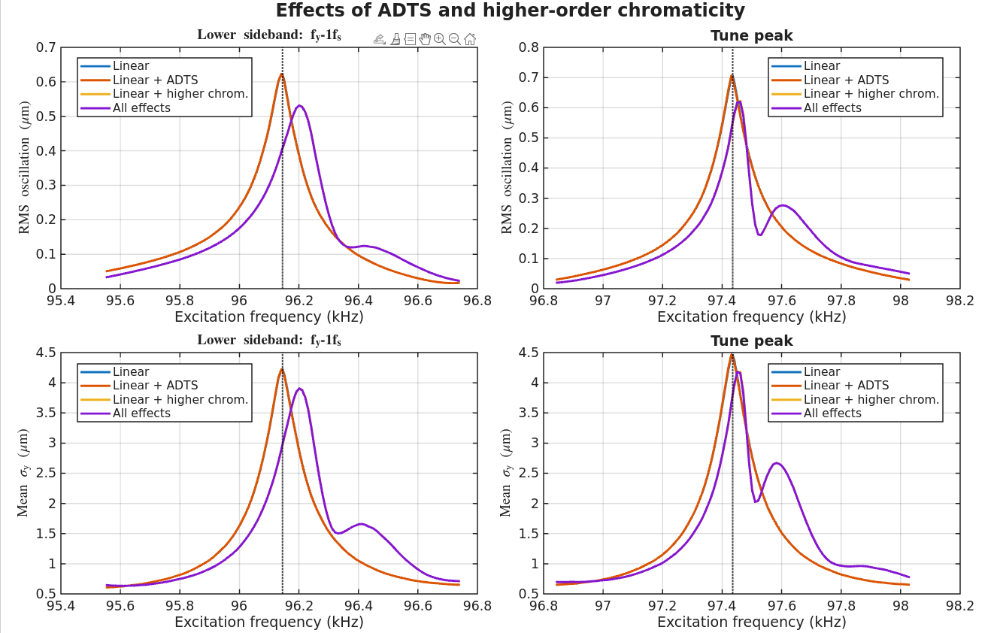 Effects of ADTS and higher-order chromaticity
Lower sideband: fy-1fs
0.7
0.6
0.5
0.4
0.3
0.2
0.1
0
RMS oscillation (μm)
Linear
Linear + ADTS
Linear + higher chrom.
All effects
95.4 95.6 95.8 96 96.2 96.4 96.6 96.8
Excitation frequency (kHz)
Tune peak
0.8
0.7
0.6
0.5
0.4
0.3
0.2
0.1
0
RMS oscillation (μm)
Linear
Linear + ADTS
Linear + higher chrom.
All effects
96.8 97 97.2 97.4 97.6 97.8 98 98.2
Excitation frequency (kHz)
Lower sideband: fy-1fs
4.5
4
3.5
3
2.5
2
1.5
1
0.5
Mean σy (μm)
Linear
Linear + ADTS
Linear + higher chrom.
All effects
95.4 95.6 95.8 96 96.2 96.4 96.6 96.8
Excitation frequency (kHz)
Tune peak
4.5
4
3.5
3
2.5
2
1.5
1
0.5
Mean σy (μm)
Linear
Linear + ADTS
Linear + higher chrom.
All effects
96.8 97 97.2 97.4 97.6 97.8 98 98.2
Excitation frequency (kHz)